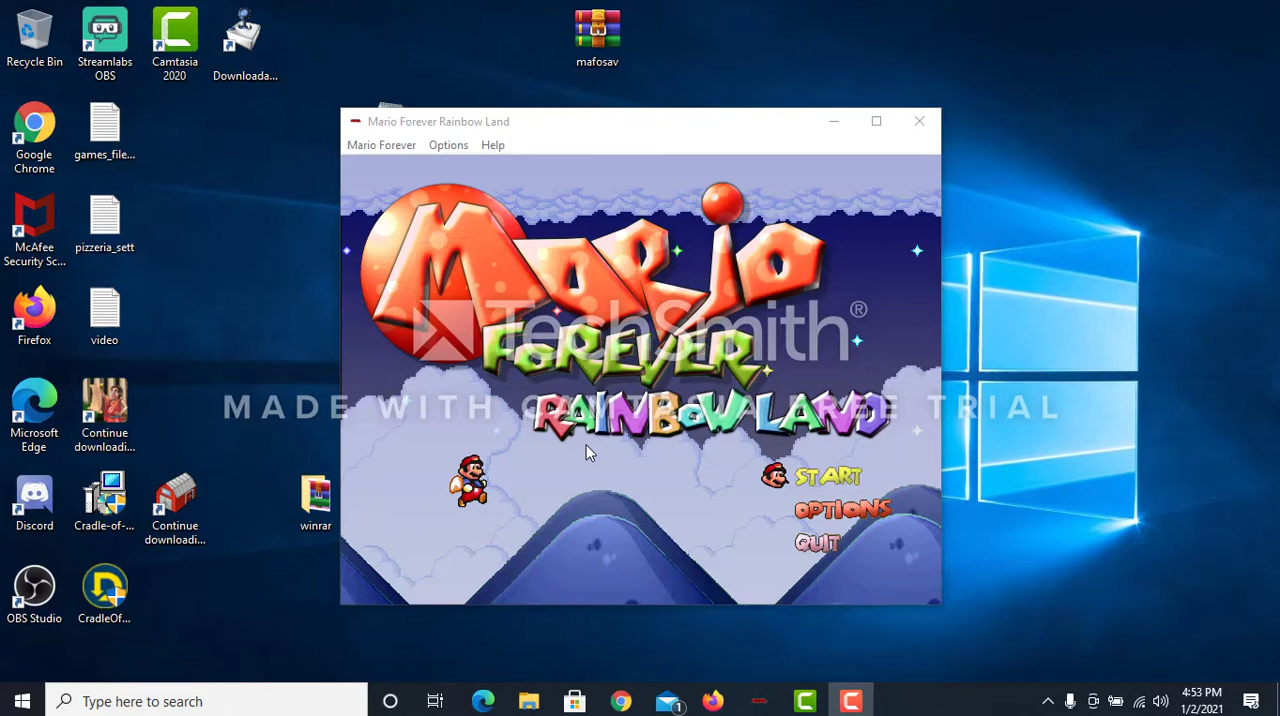 Recycle Bin
Streamlabs OBS
Camtasia 2020
Downloada...
mafosav
Google Chrome
games_file...
McAfee Security Sc...
pizzeria_sett
Firefox
video
Microsoft Edge
Continue downloadi...
Discord
Cradle-of-...
Continue downloadi...
winrar
OBS Studio
CradleOf...
Mario Forever Rainbow Land
Mario Forever Options Help
MARIO
FOREVER
RAINBOW LAND
START
OPTIONS
QUIT
TechSmith®
MADE WITH CAMTASIA FREE TRIAL
Type here to search
1
4:53 PM
1/2/2021